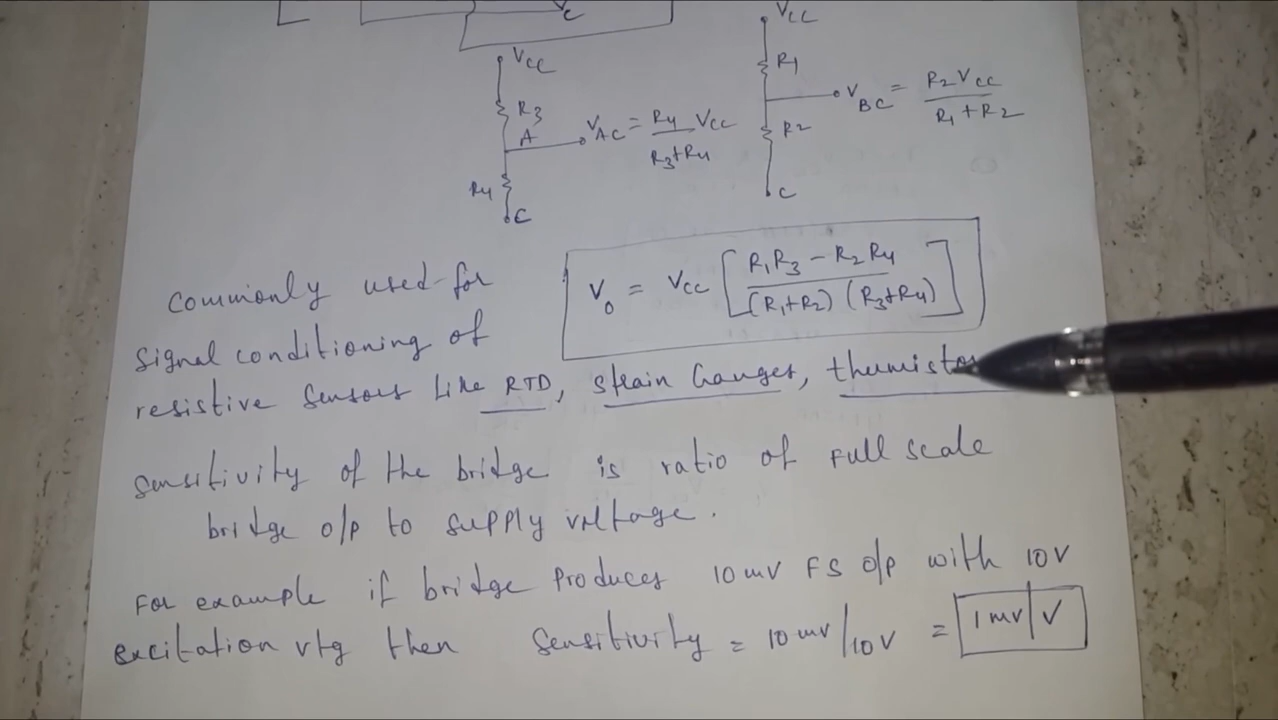 C
VCC
VCC
R3
A
R4
C
VAC = R4 VCC
R3+R4
R1
R2
C
VBC = R2 VCC
R1+R2
Commonly used for
signal conditioning of
resistive sensors like RTD, strain Gauges, thermistor
V0 = VCC [ R1R3 − R2R4
(R1+R2) (R3+R4) ]
Sensitivity of the bridge is ratio of Full scale
bridge o/p to supply voltage.
For example if bridge produces 10mv FS o/p with 10V
excitation vtg then Sensitivity = 10mv/10V = 1mv/V